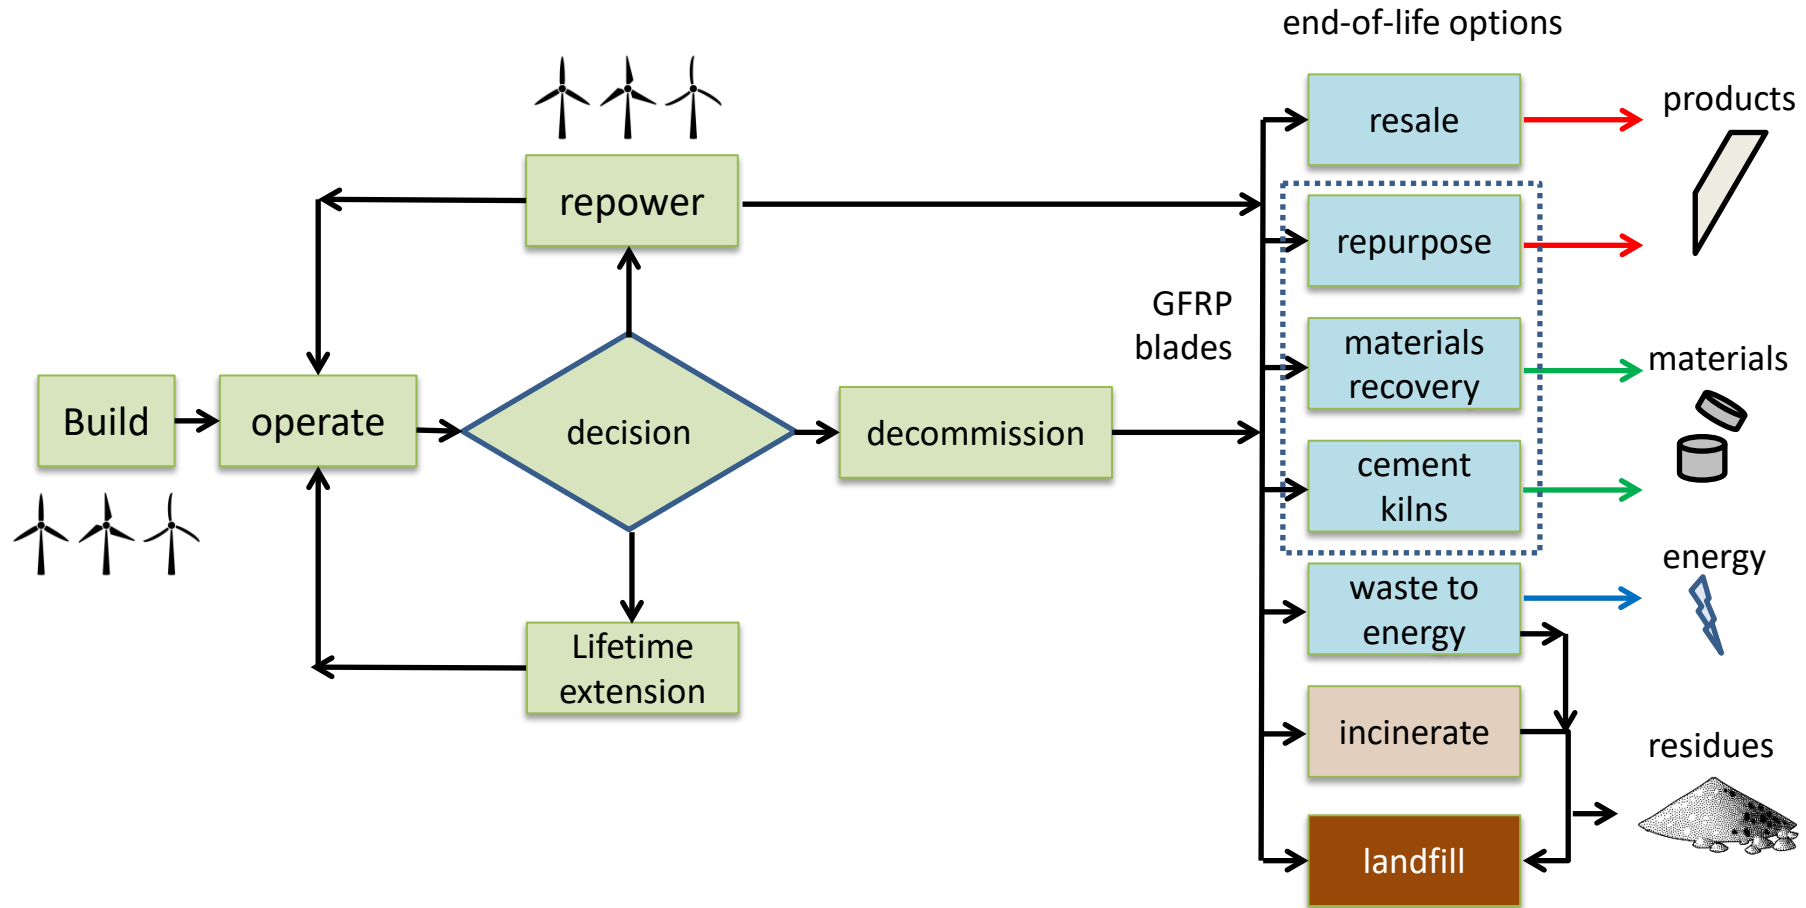 end-of-life options
resale
products
repower
repurpose
GFRP
blades
materials
recovery
materials
Build
operate
decision
decommission
cement
kilns
energy
waste to
energy
Lifetime
extension
incinerate
residues
landfill